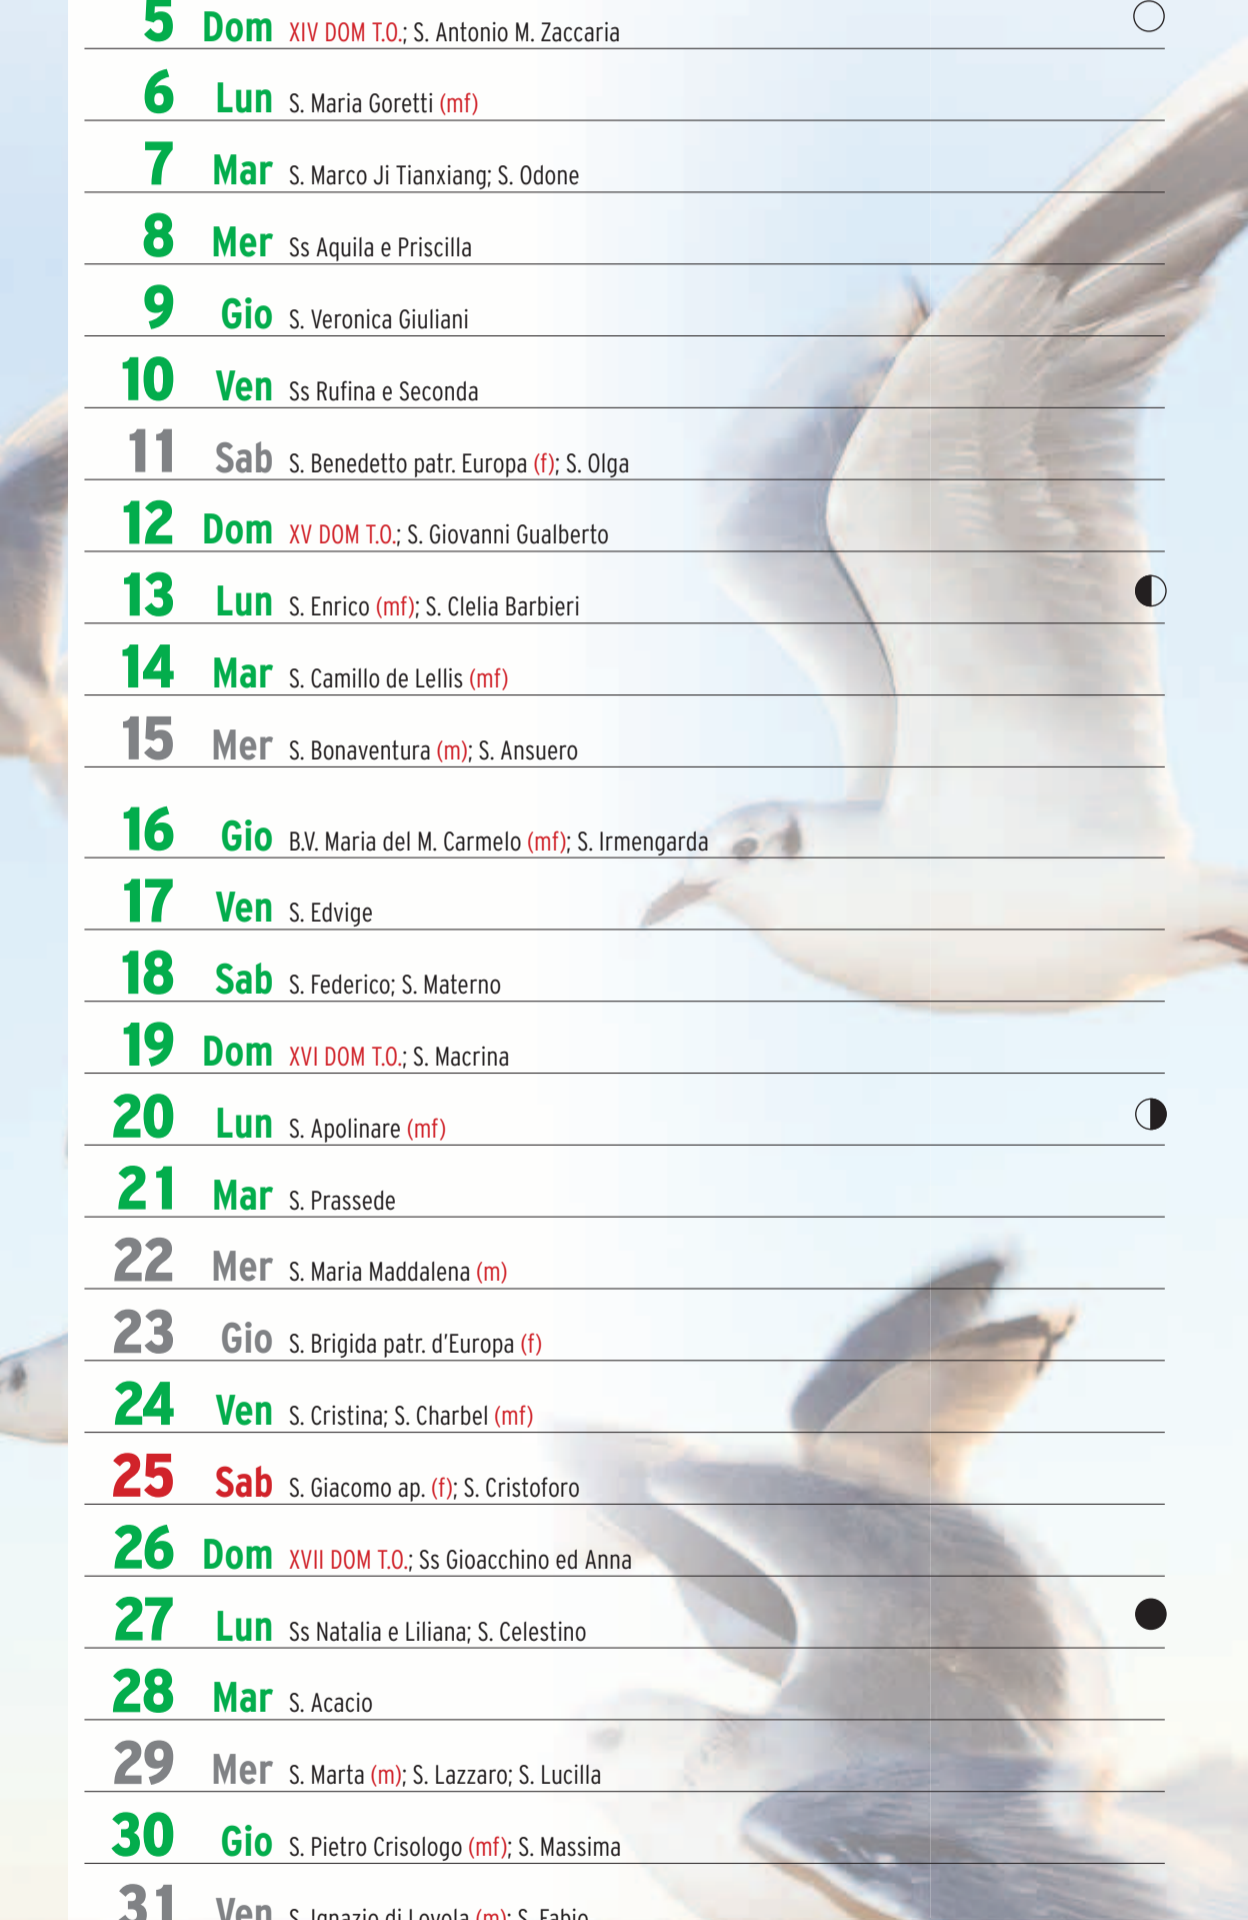 5 Dom XIV DOM T.O.; S. Antonio M. Zaccaria
6 Lun S. Maria Goretti (mf)
7 Mar S. Marco Ji Tianxiang; S. Odone
8 Mer Ss Aquila e Priscilla
9 Gio S. Veronica Giuliani
10 Ven Ss Rufina e Seconda
11 Sab S. Benedetto patr. Europa (f); S. Olga
12 Dom XV DOM T.O.; S. Giovanni Gualberto
13 Lun S. Enrico (mf); S. Clelia Barbieri
14 Mar S. Camillo de Lellis (mf)
15 Mer S. Bonaventura (m); S. Ansuero
16 Gio B.V. Maria del M. Carmelo (mf); S. Irmengarda
17 Ven S. Edvige
18 Sab S. Federico; S. Materno
19 Dom XVI DOM T.O.; S. Macrina
20 Lun S. Apolinare (mf)
21 Mar S. Prassede
22 Mer S. Maria Maddalena (m)
23 Gio S. Brigida patr. d'Europa (f)
24 Ven S. Cristina; S. Charbel (mf)
25 Sab S. Giacomo ap. (f); S. Cristoforo
26 Dom XVII DOM T.O.; Ss Gioacchino ed Anna
27 Lun Ss Natalia e Liliana; S. Celestino
28 Mar S. Acacio
29 Mer S. Marta (m); S. Lazzaro; S. Lucilla
30 Gio S. Pietro Crisologo (mf); S. Massima
31 Ven S. Ignazio di Loyola (m); S. Fabio